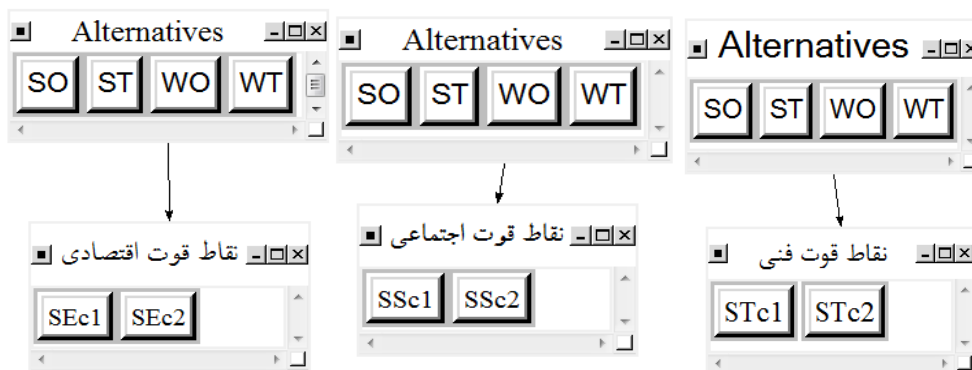 Alternatives
SO ST WO WT
نقاط قوت اقتصادی
SEc1 SEc2
Alternatives
SO ST WO WT
نقاط قوت اجتماعی
SSc1 SSc2
Alternatives
SO ST WO WT
نقاط قوت فنی
STc1 STc2